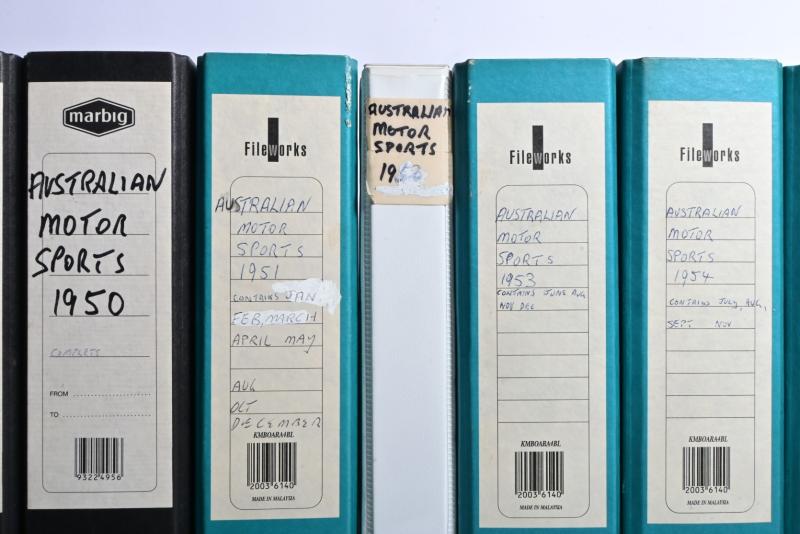 marbig
AUSTRALIAN
MOTOR
SPORTS
1950
COMPLETE
FROM
TO
93224956
Fileworks
AUSTRALIAN
MOTOR
SPORTS
1951
CONTAINS JAN
FEB, MARCH
APRIL MAY
AUG
OCT
DECEMBER
KMBOARA4BL
2003 6140
MADE IN MALAYSIA
AUSTRALIAN
MOTOR
SPORTS
Fileworks
AUSTRALIAN
MOTOR
SPORTS
1953
CONTAINS JUNE AUG
NOV DEC
KMBOARA4BL
2003 6140
MADE IN MALAYSIA
Fileworks
AUSTRALIAN
MOTOR
SPORTS
1954
CONTAINS JULY, AUG,
SEPT NOV
KMBOARA4BL
2003 6140
MADE IN MALAYSIA